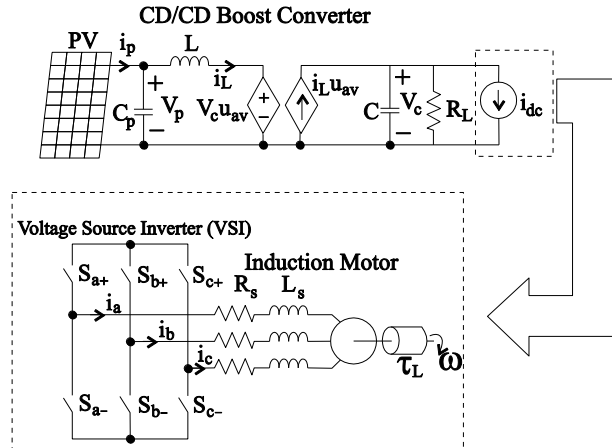 CD/CD Boost Converter
PV
i_p
L
i_L
C_p
+
V_p
−
V_c u_av
+
−
i_L u_av
C
+
V_c
−
R_L
i_dc
Voltage Source Inverter (VSI)
Induction Motor
S_a+
S_b+
S_c+
R_s
L_s
i_a
i_b
i_c
τ_L
ω
S_a−
S_b−
S_c−